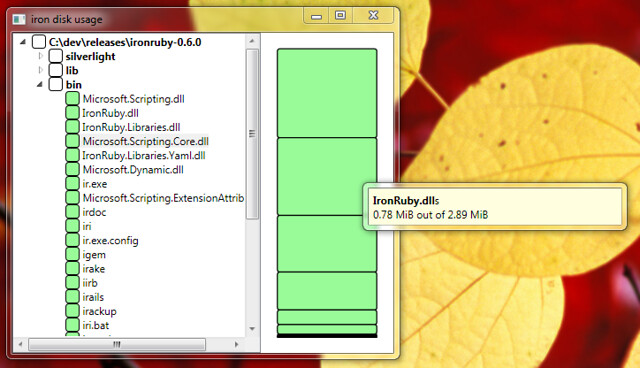 iron disk usage
C:\dev\releases\ironruby-0.6.0
silverlight
lib
bin
Microsoft.Scripting.dll
IronRuby.dll
IronRuby.Libraries.dll
Microsoft.Scripting.Core.dll
IronRuby.Libraries.Yaml.dll
Microsoft.Dynamic.dll
ir.exe
Microsoft.Scripting.ExtensionAttrib
irdoc
iri
ir.exe.config
igem
irake
iirb
irails
irackup
iri.bat
IronRuby.dlls
0.78 MiB out of 2.89 MiB